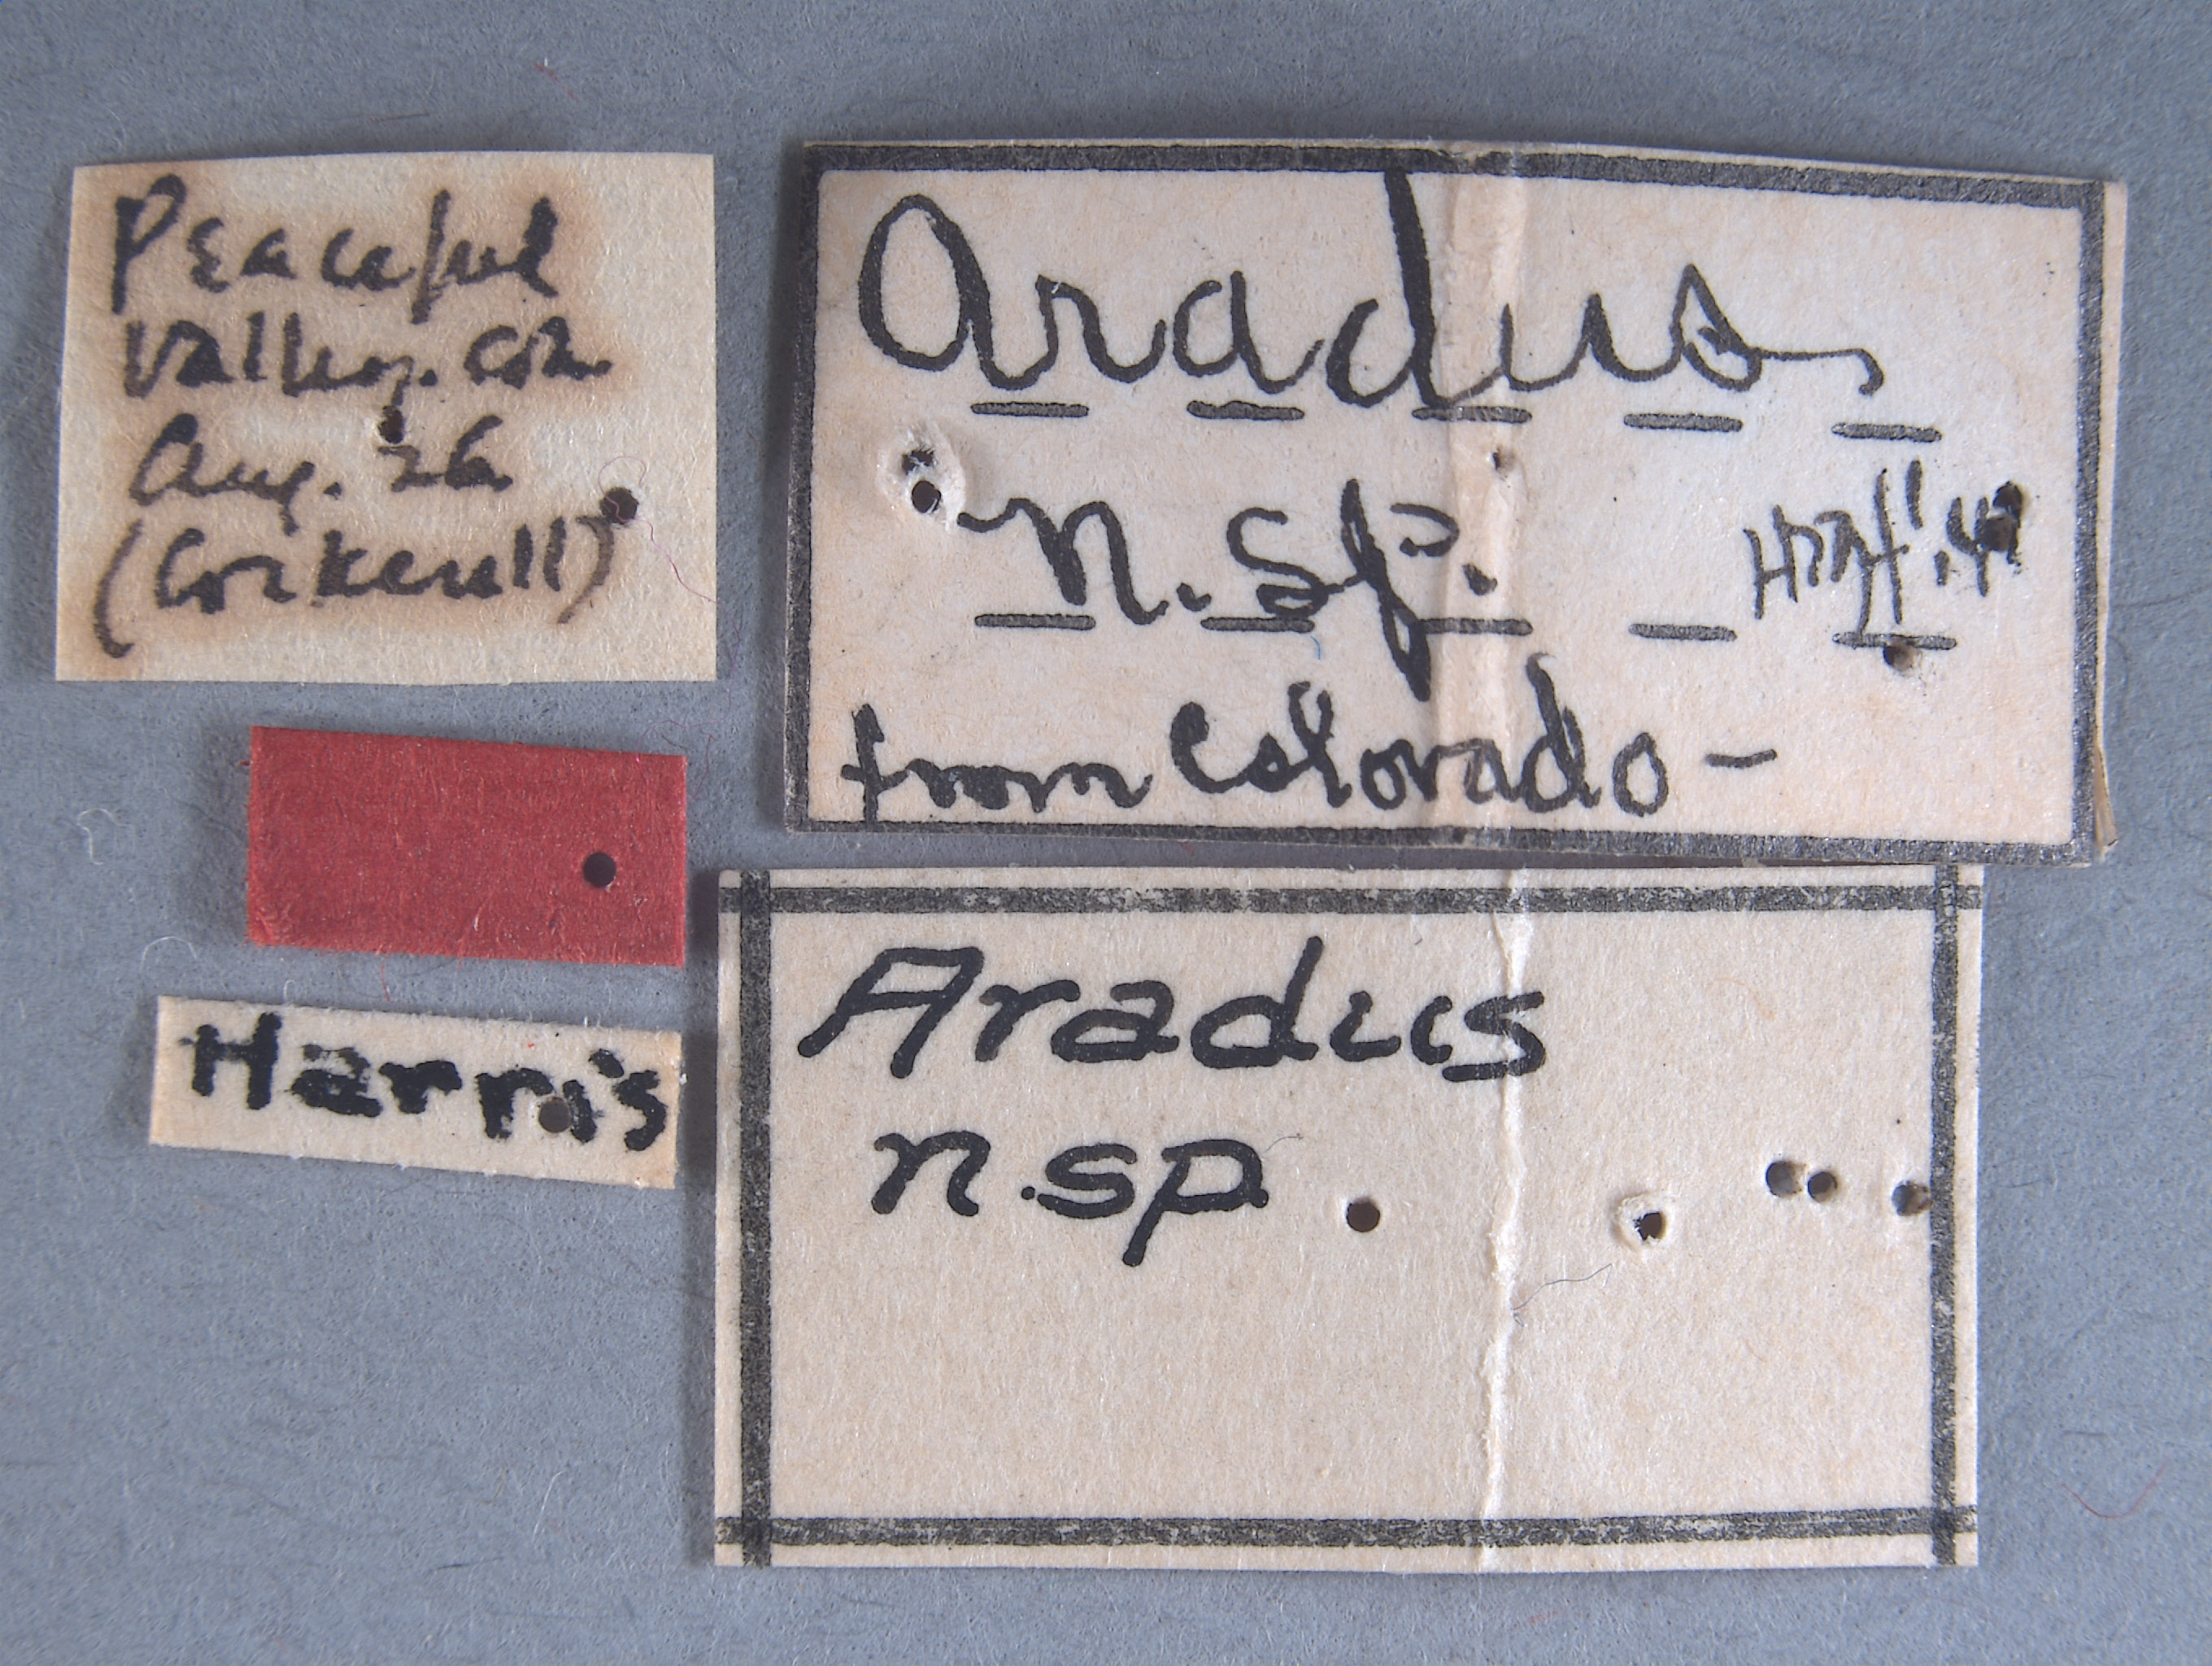 Peaceful
Valley. Col.
Aug. 26
(Cockerell)
Harris
Aradus
n. sp.
from Colorado -
Aradus
n. sp.